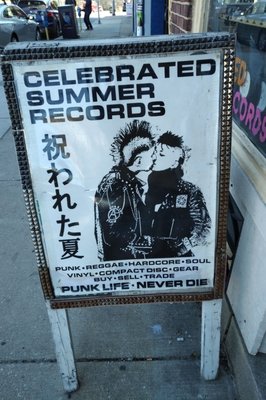 CELEBRATED
SUMMER
RECORDS
祝われた夏
PUNK•REGGAE•HARDCORE•SOUL
VINYL•COMPACT DISC•GEAR
BUY•SELL•TRADE
PUNK LIFE•NEVER DIE
RECORDS